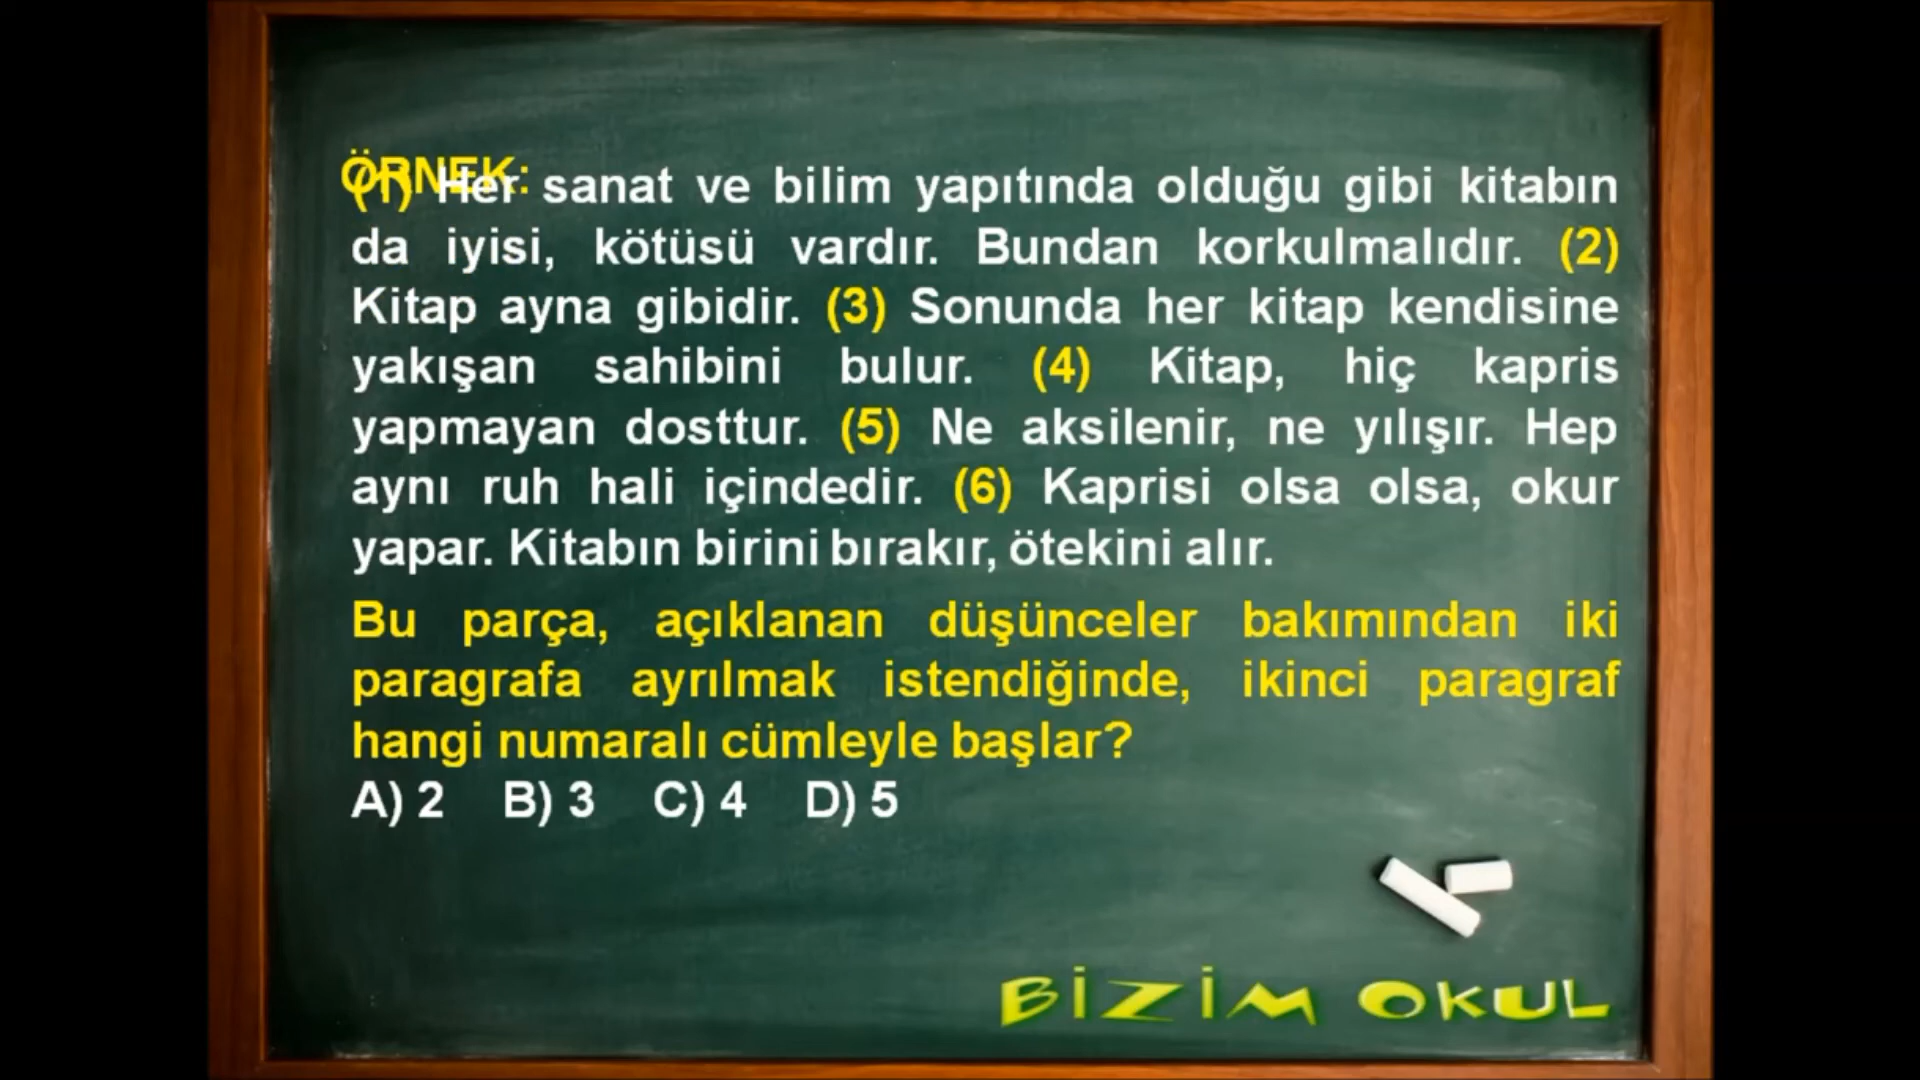 ÖRNEK:
(1) Her sanat ve bilim yapıtında olduğu gibi kitabın
da iyisi, kötüsü vardır. Bundan korkulmalıdır. (2)
Kitap ayna gibidir. (3) Sonunda her kitap kendisine
yakışan sahibini bulur. (4) Kitap, hiç kapris
yapmayan dosttur. (5) Ne aksilenir, ne yılışır. Hep
aynı ruh hali içindedir. (6) Kaprisi olsa olsa, okur
yapar. Kitabın birini bırakır, ötekini alır.
Bu parça, açıklanan düşünceler bakımından iki
paragrafa ayrılmak istendiğinde, ikinci paragraf
hangi numaralı cümleyle başlar?
A) 2 B) 3 C) 4 D) 5
BİZİM OKUL